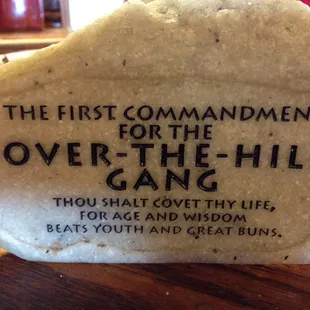 THE FIRST COMMANDMEN
FOR THE
OVER-THE-HIL
GANG
THOU SHALT COVET THY LIFE,
FOR AGE AND WISDOM
BEATS YOUTH AND GREAT BUNS.